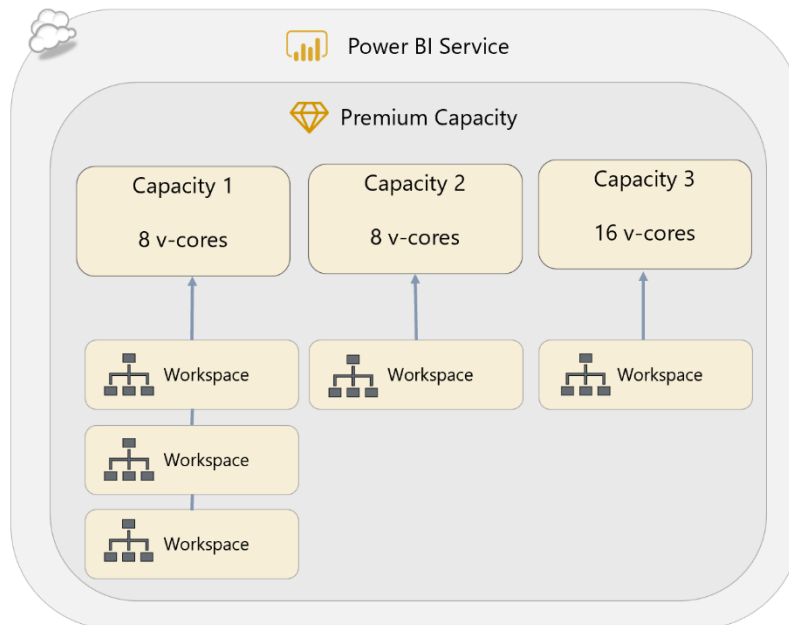 Power BI Service
Premium Capacity
Capacity 1
8 v-cores
Capacity 2
8 v-cores
Capacity 3
16 v-cores
Workspace
Workspace
Workspace
Workspace
Workspace